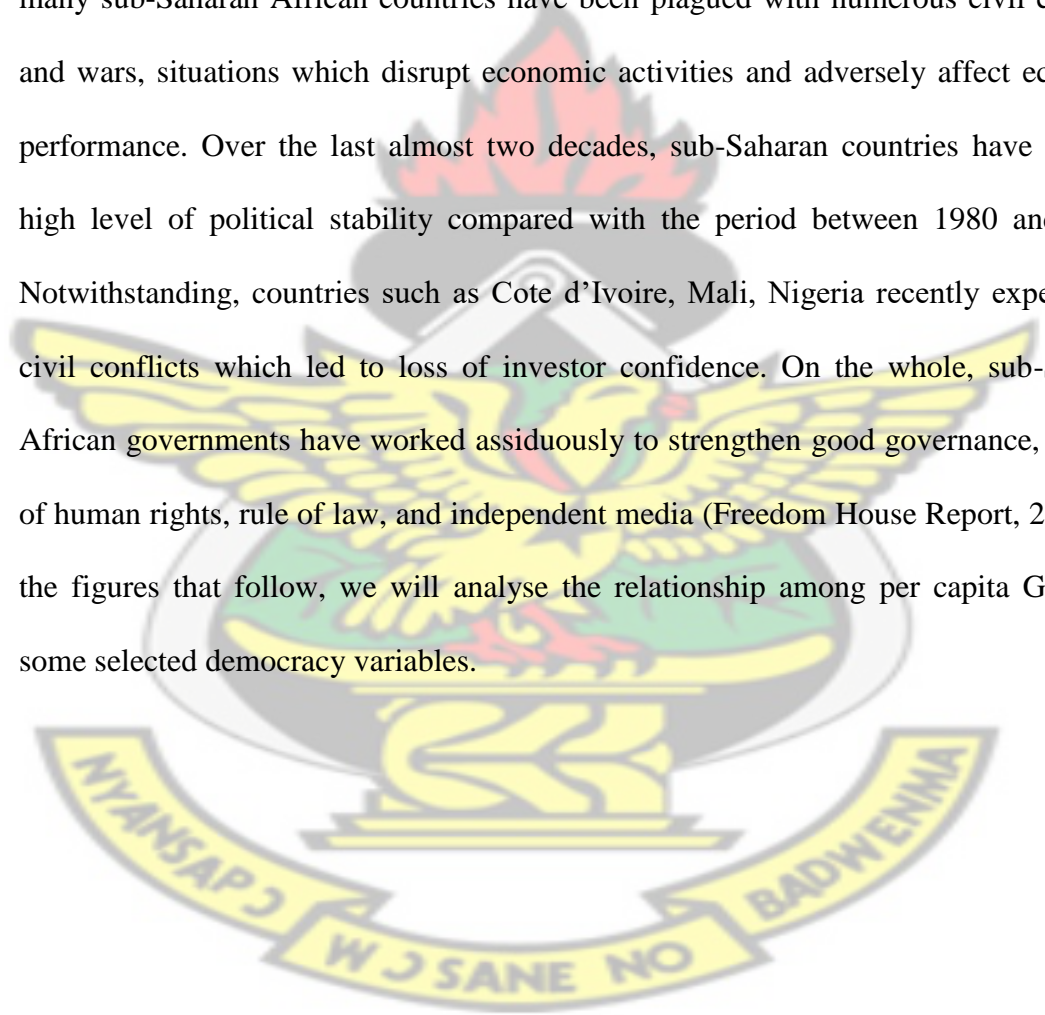 many sub-Saharan African countries have been plagued with numerous civil
and wars, situations which disrupt economic activities and adversely affect
performance. Over the last almost two decades, sub-Saharan countries have
high level of political stability compared with the period between 1980
Notwithstanding, countries such as Cote d’Ivoire, Mali, Nigeria recently
civil conflicts which led to loss of investor confidence. On the whole,
African governments have worked assiduously to strengthen good governance,
of human rights, rule of law, and independent media (Freedom House Report,
the figures that follow, we will analyse the relationship among per capita
some selected democracy variables.
NYANSAPƆ
WƆSANE NO
BADWENMA